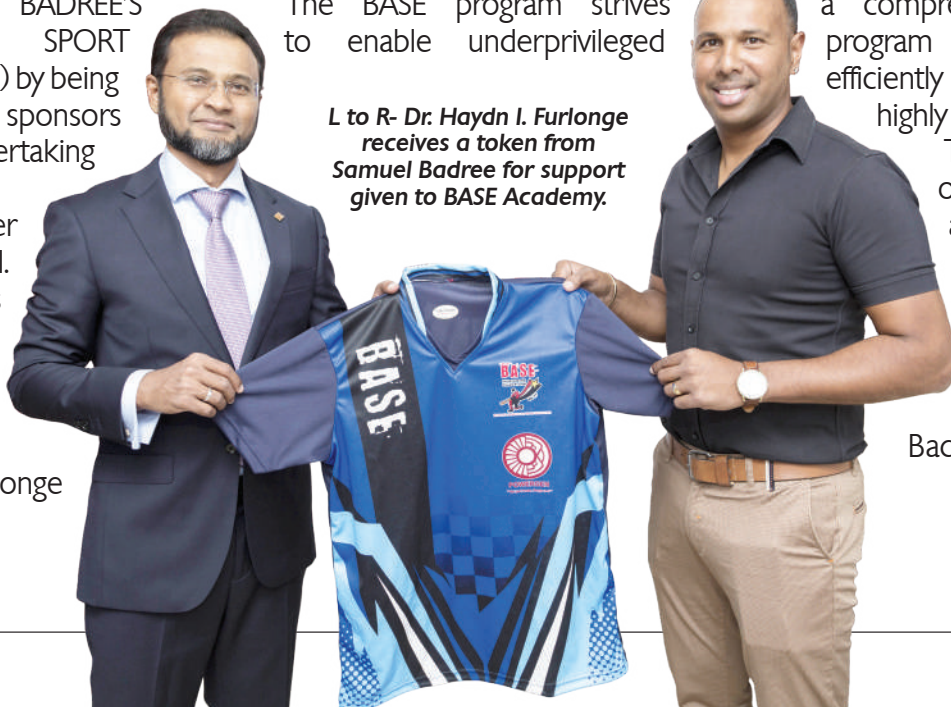 BADREE'S
SPORT
) by being
sponsors
ertaking
er
.
onge
The BASE program strives
to enable underprivileged
L to R- Dr. Haydn I. Furlonge
receives a token from
Samuel Badree for support
given to BASE Academy.
BASE
BASE
POWERGEN
a compre
program
efficiently
highly
Bac